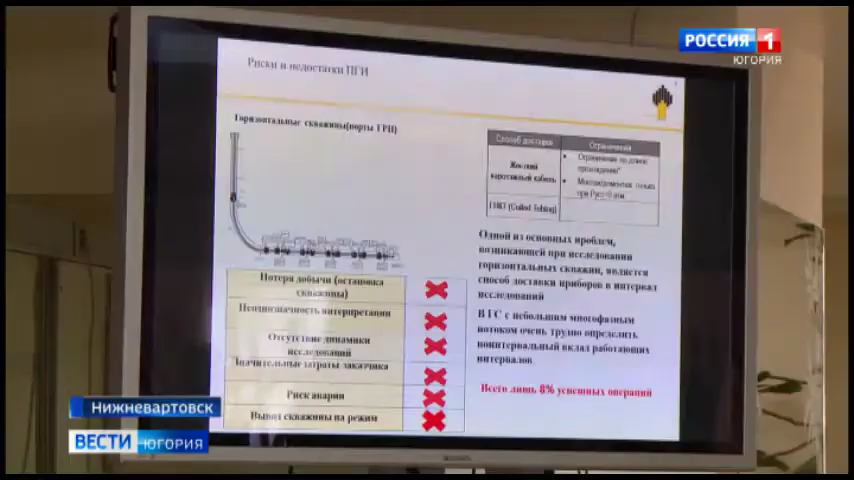 РОССИЯ 1
ЮГОРИЯ
Риски и недостатки ПГИ
Горизонтальные скважины(порты ГРП)
Способ доставки
Ограничения
Жесткий
каротажный кабель
Ограничение по длине
прохождения*
только
при
ГНКТ (Coiled Tubing)
Одной из основных проблем,
возникающей при исследовании
горизонтальных скважин, является
способ доставки приборов в интервал
исследований
В ГС с небольшим многофазным
потоком очень трудно определить
поинтервальный вклад работающих
интервалов
Всего лишь 8% успешных операций
Потеря добычи (остановка
скважины)
Неоднозначность интерпретации
Отсутствие динамики
исследований
Значительные затраты заказчика
Риск аварии
Вывод скважины на режим
Нижневартовск
ВЕСТИ ЮГОРИЯ